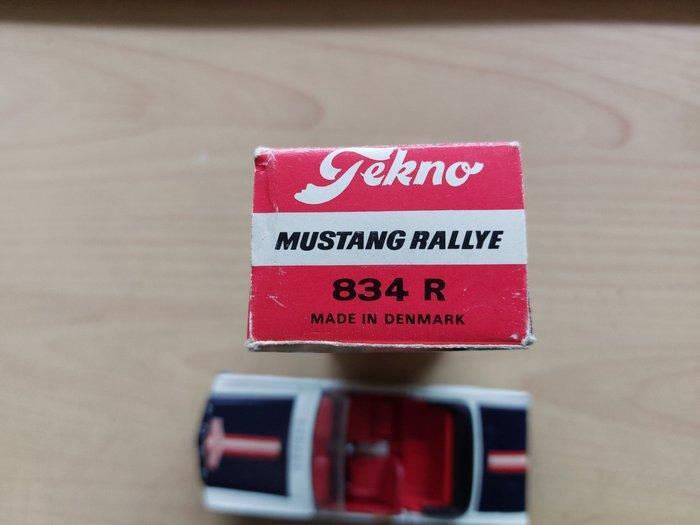 Tekno
MUSTANG RALLYE
834 R
MADE IN DENMARK